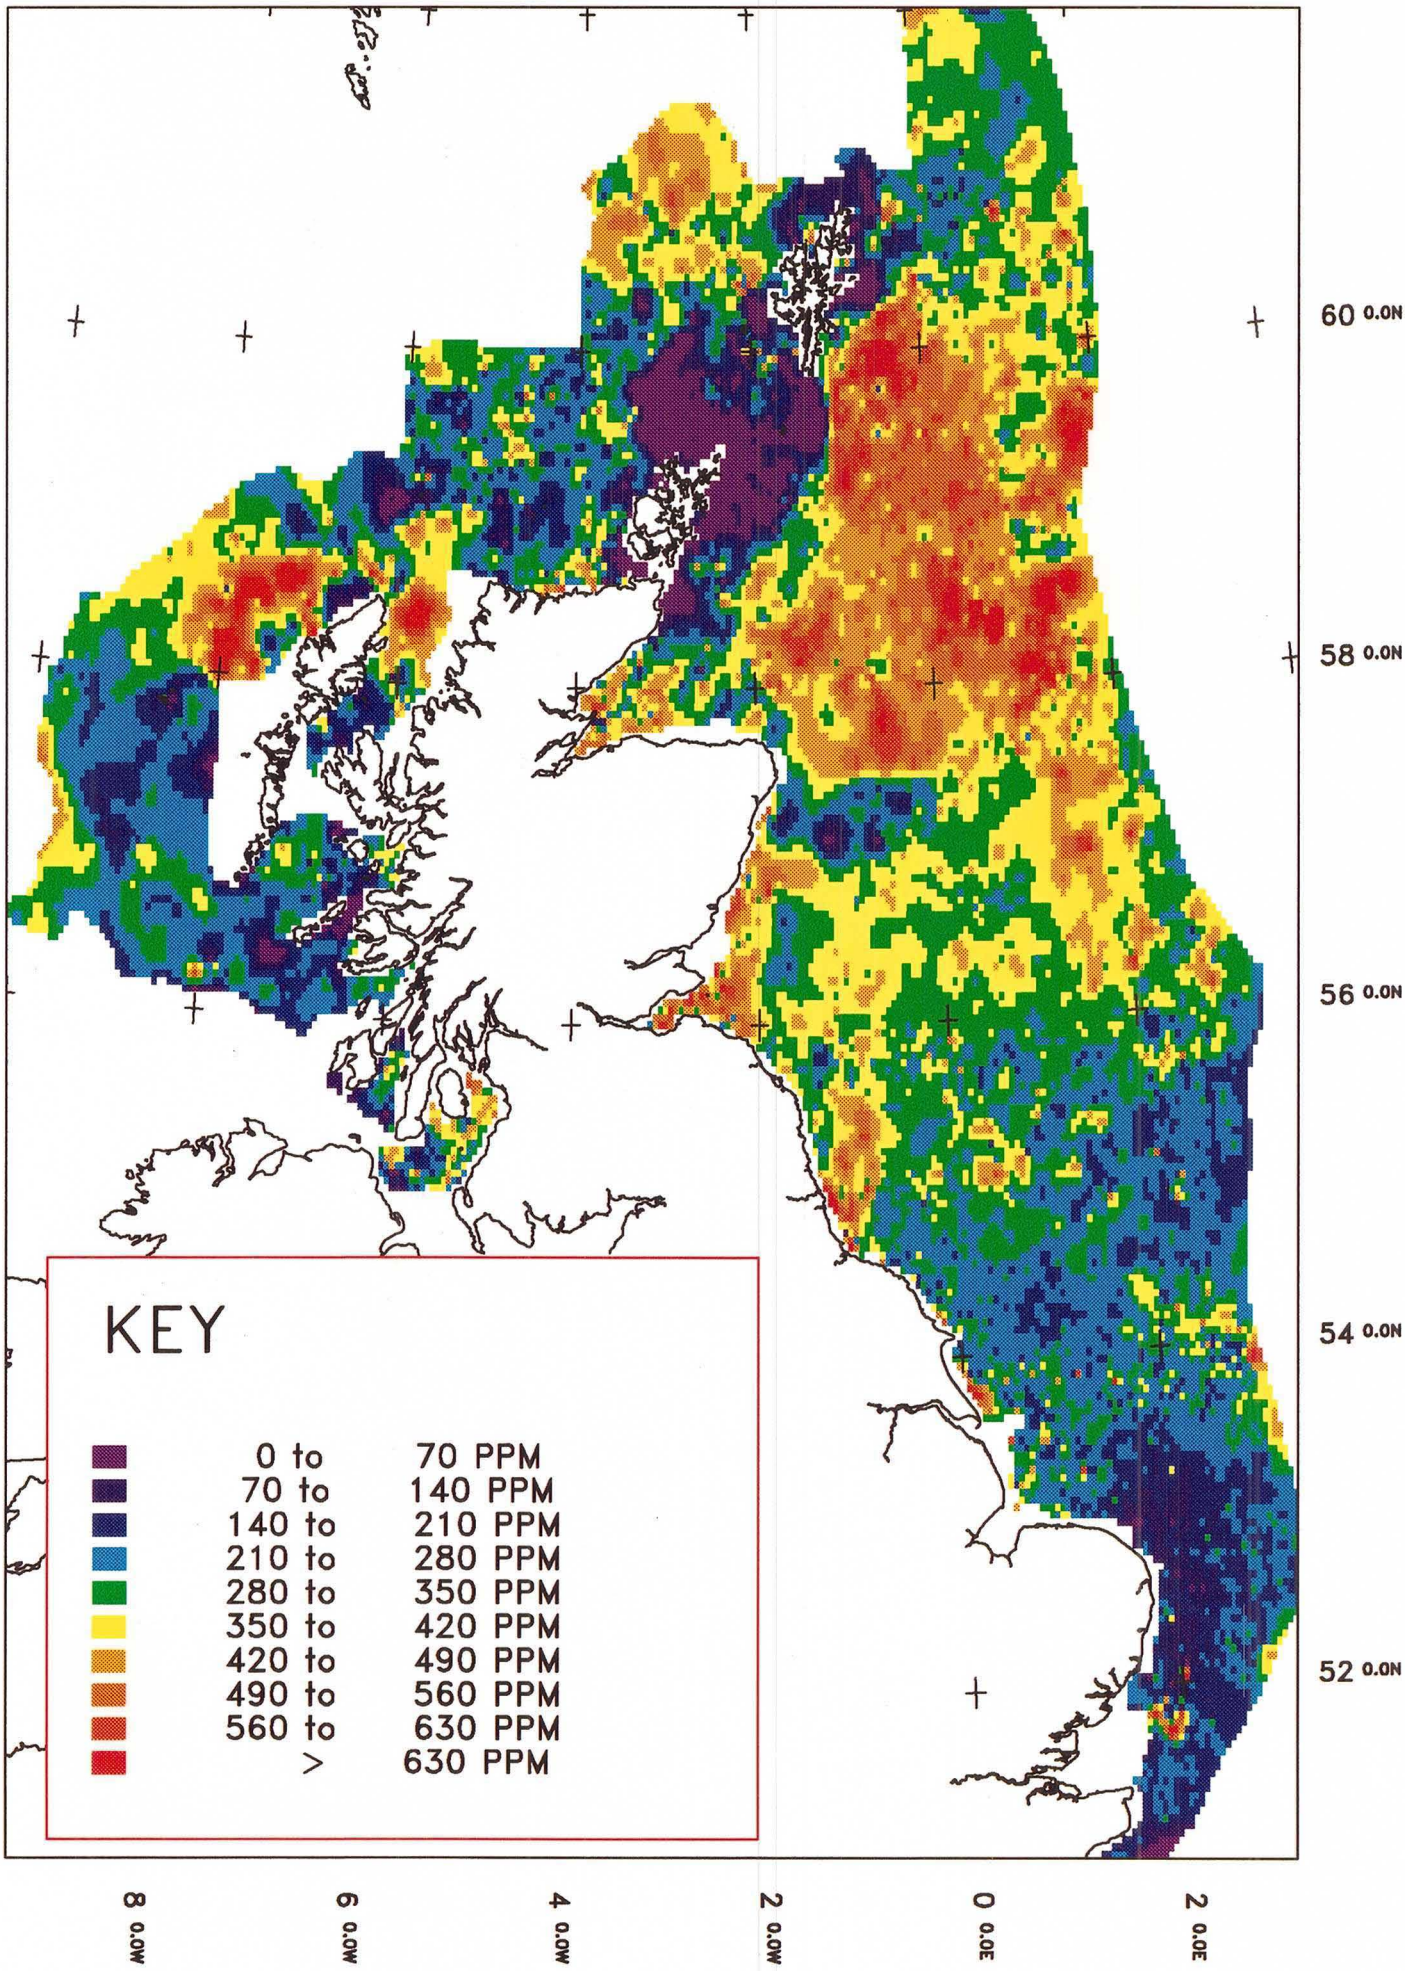 60 0.0N
58 0.0N
56 0.0N
54 0.0N
52 0.0N
KEY
0 to 70 PPM
70 to 140 PPM
140 to 210 PPM
210 to 280 PPM
280 to 350 PPM
350 to 420 PPM
420 to 490 PPM
490 to 560 PPM
560 to 630 PPM
> 630 PPM
8 0.0W
6 0.0W
4 0.0W
2 0.0W
0 0.0E
2 0.0E